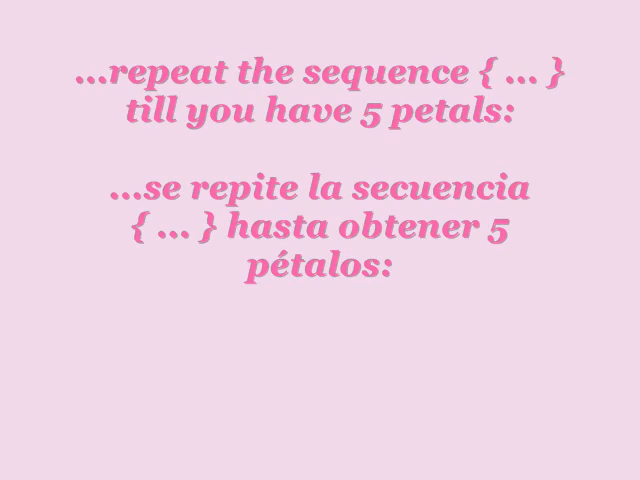 ...repeat the sequence { ... }
till you have 5 petals:
...se repite la secuencia
{ ... } hasta obtener 5
pétalos: